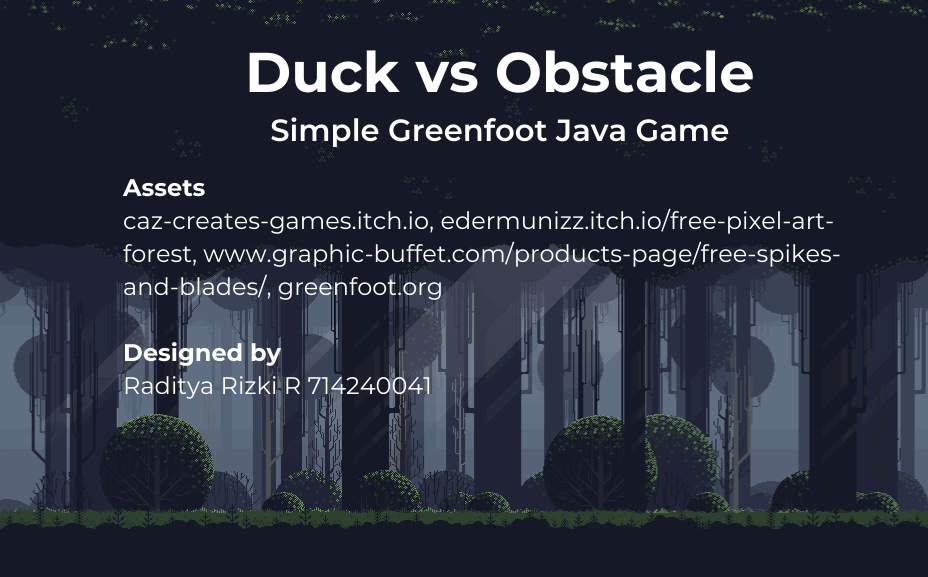 Duck vs Obstacle
Simple Greenfoot Java Game
Assets
caz-creates-games.itch.io, edermunizz.itch.io/free-pixel-art-
forest, www.graphic-buffet.com/products-page/free-spikes-
and-blades/, greenfoot.org
Designed by
Raditya Rizki R 714240041